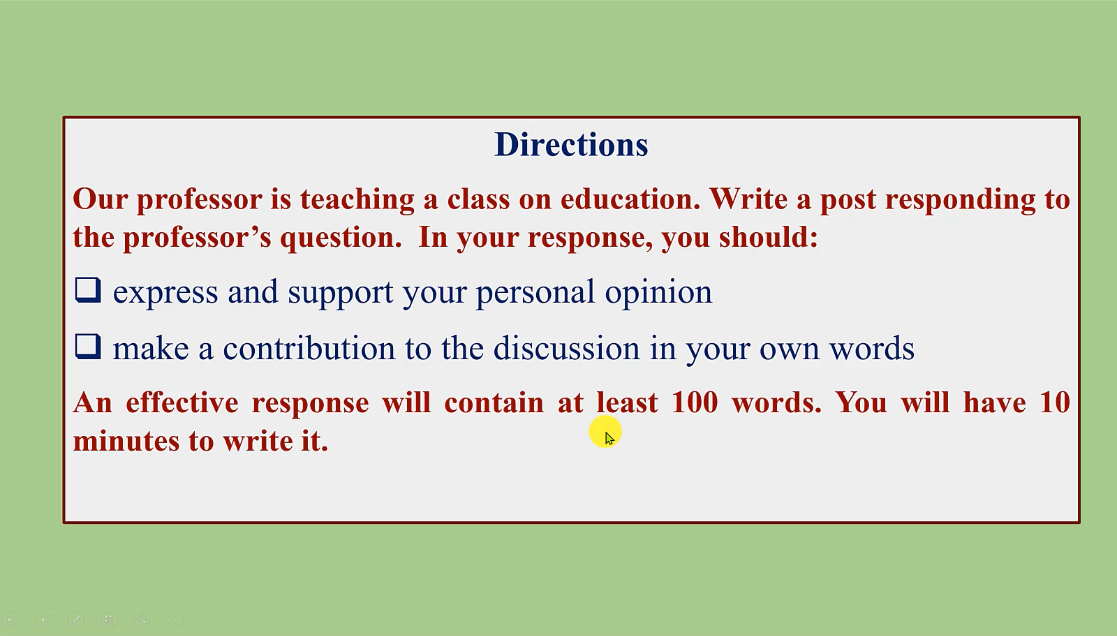 Directions
Our professor is teaching a class on education. Write a post responding to
the professor’s question. In your response, you should:
❑ express and support your personal opinion
❑ make a contribution to the discussion in your own words
An effective response will contain at least 100 words. You will have 10
minutes to write it.